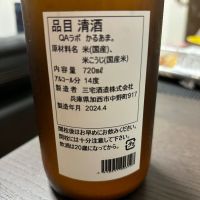 品目 清酒
QAラボ かるあま。
原材料名／米(国産)、
米こうじ(国産米)
内容量／720ml
アルコール分 14度
製造者／三宅酒造株式会社
兵庫県加西市中野町917
製造年月／2024.4
開栓後はお早めにお飲みください。
開栓時には十分注意して下さい。
飲酒は20歳になってから。